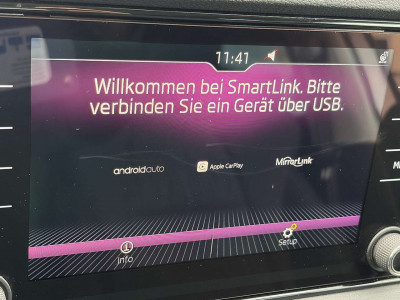 11:41
Willkommen bei SmartLink. Bitte
verbinden Sie ein Gerät über USB.
androidauto Apple CarPlay MirrorLink
Info Setup